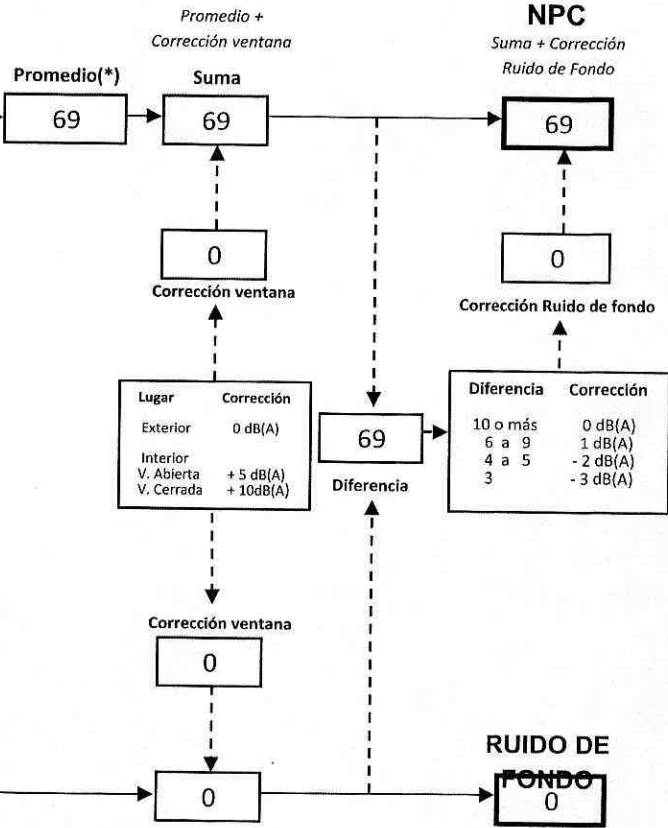 Promedio +
Corrección ventana
NPC
Suma + Corrección
Ruido de Fondo
Promedio(*)
Suma
69
69
69
0
Corrección ventana
0
Corrección Ruido de fondo
Lugar Corrección
Exterior 0 dB(A)
Interior
V. Abierta + 5 dB(A)
V. Cerrada + 10dB(A)
69
Diferencia
Diferencia Corrección
10 o más 0 dB(A)
6 a 9 1 dB(A)
4 a 5 - 2 dB(A)
3 - 3 dB(A)
Corrección ventana
0
0
RUIDO DE
FONDO
0